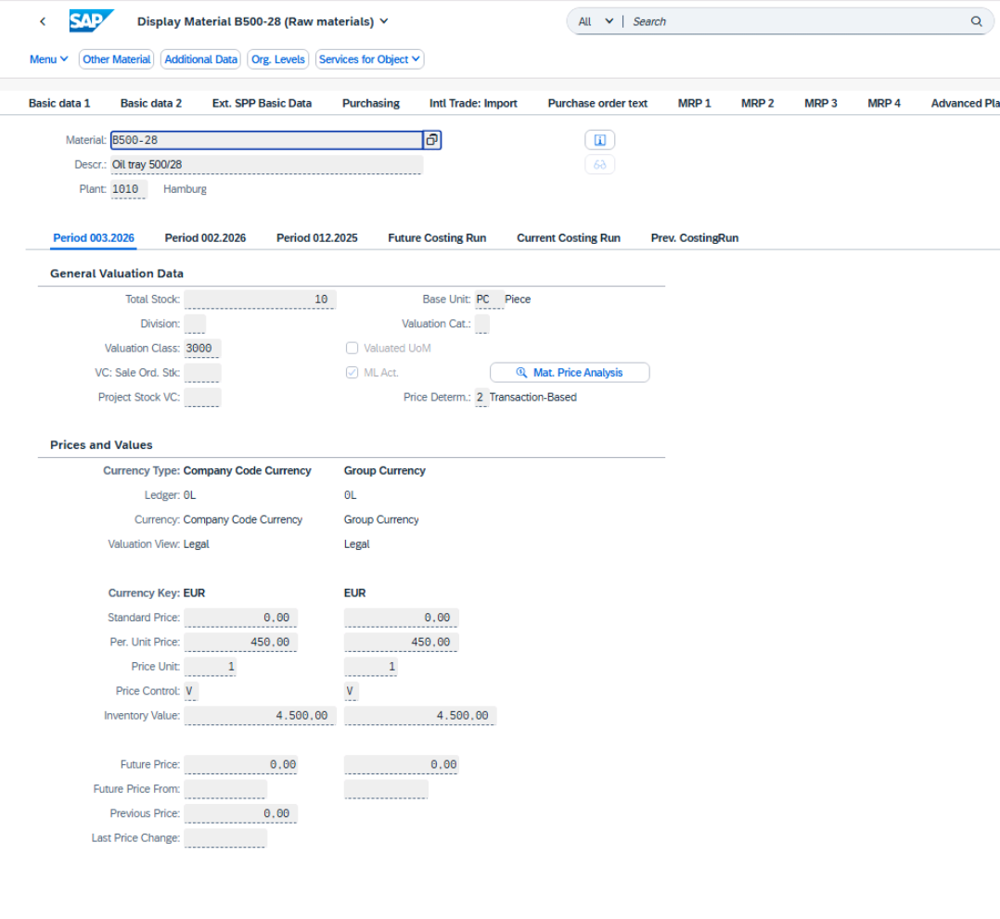 SAP Display Material B500-28 (Raw materials) All Search
Menu Other Material Additional Data Org. Levels Services for Object
Basic data 1 Basic data 2 Ext. SPP Basic Data Purchasing Intl Trade: Import Purchase order text MRP 1 MRP 2 MRP 3 MRP 4 Advanced Pla
Material: B500-28
Descr.: Oil tray 500/28
Plant: 1010 Hamburg
Period 003.2026 Period 002.2026 Period 012.2025 Future Costing Run Current Costing Run Prev. CostingRun
General Valuation Data
Total Stock: 10 Base Unit: PC Piece
Division: Valuation Cat.:
Valuation Class: 3000 Valuated UoM
VC: Sale Ord. Stk: ML Act. Mat. Price Analysis
Project Stock VC: Price Determ.: 2 Transaction-Based
Prices and Values
Currency Type: Company Code Currency Group Currency
Ledger: 0L 0L
Currency: Company Code Currency Group Currency
Valuation View: Legal Legal
Currency Key: EUR EUR
Standard Price: 0,00 0,00
Per. Unit Price: 450,00 450,00
Price Unit: 1 1
Price Control: V V
Inventory Value: 4.500,00 4.500,00
Future Price: 0,00 0,00
Future Price From:
Previous Price: 0,00
Last Price Change: